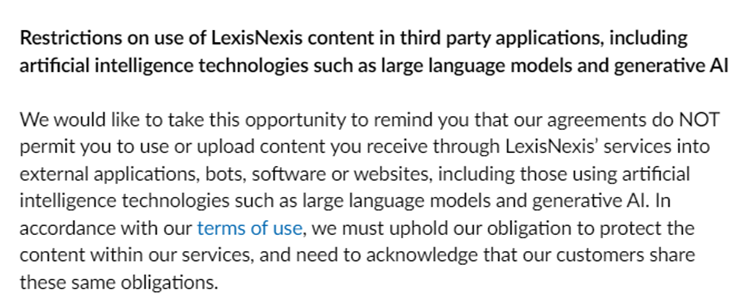 Restrictions on use of LexisNexis content in third party applications, including
artificial intelligence technologies such as large language models and generative AI
We would like to take this opportunity to remind you that our agreements do NOT
permit you to use or upload content you receive through LexisNexis’ services into
external applications, bots, software or websites, including those using artificial
intelligence technologies such as large language models and generative AI. In
accordance with our terms of use, we must uphold our obligation to protect the
content within our services, and need to acknowledge that our customers share
these same obligations.